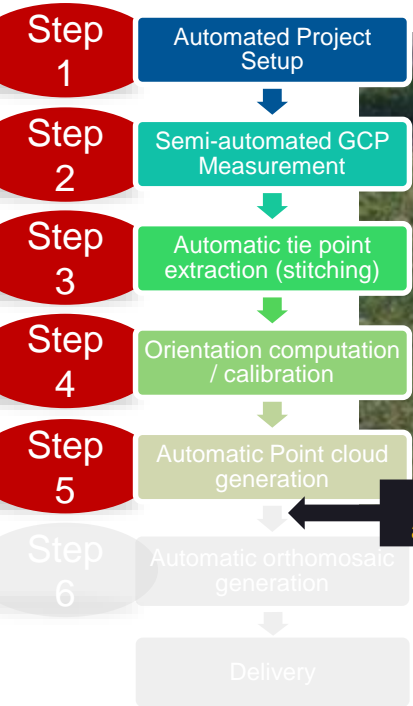 Step
1
Automated Project
Setup
Step
2
Semi-automated GCP
Measurement
Step
3
Automatic tie point
extraction (stitching)
Step
4
Orientation computation
/ calibration
Step
5
Automatic Point cloud
generation
Step
6
Automatic orthomosaic
generation
Delivery